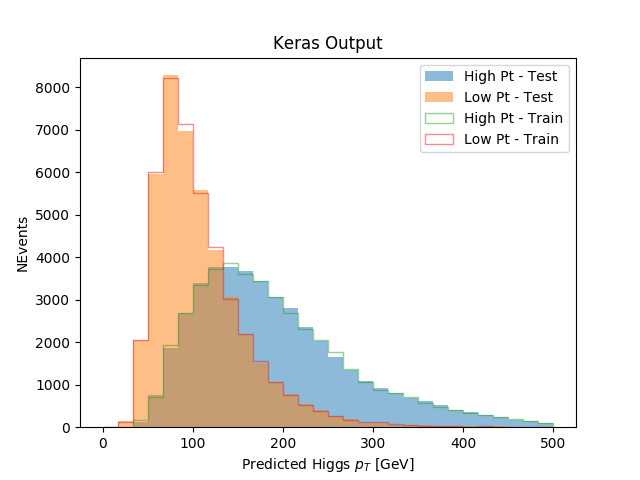 Keras Output
High Pt - Test
Low Pt - Test
High Pt - Train
Low Pt - Train
NEvents
8000
7000
6000
5000
4000
3000
2000
1000
0
0 100 200 300 400 500
Predicted Higgs p_T [GeV]